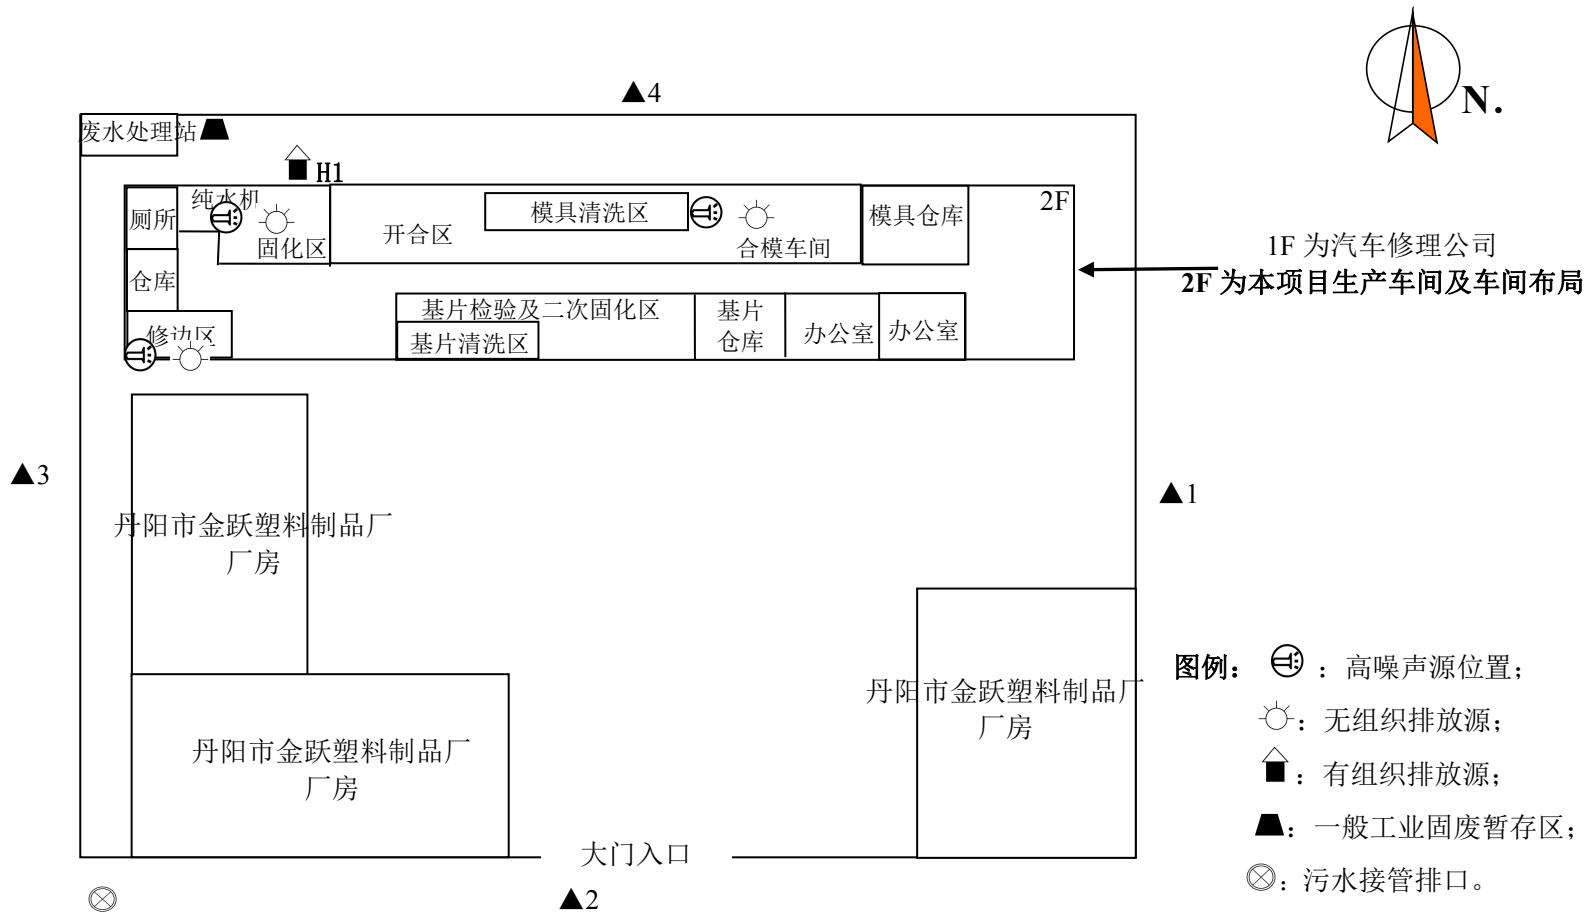 ▲4
N.
废水处理站
H1
纯水机
2F
厕所
模具清洗区
模具仓库
开合区
固化区
合模车间
1F 为汽车修理公司
2F 为本项目生产车间及车间布局
仓库
基片检验及二次固化区
基片
仓库
办公室
办公室
修边区
基片清洗区
▲3
▲1
丹阳市金跃塑料制品厂
厂房
图例：
：高噪声源位置；
丹阳市金跃塑料制品厂
厂房
：无组织排放源；
丹阳市金跃塑料制品厂
厂房
：有组织排放源；
：一般工业固废暂存区；
大门入口
：污水接管排口。
▲2